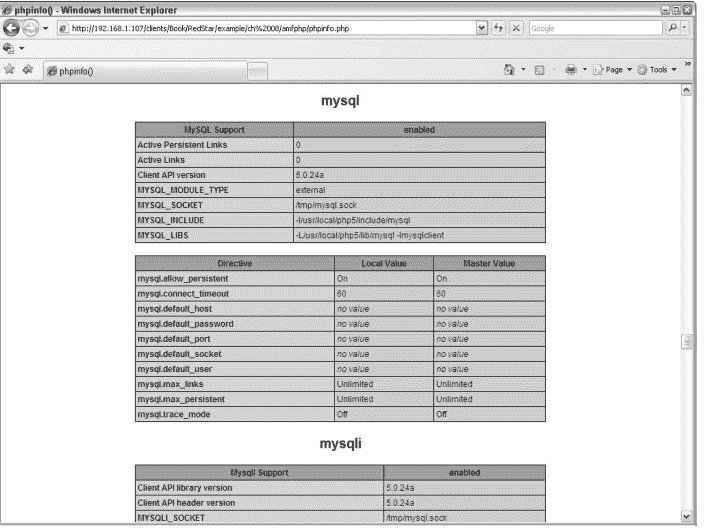 phpinfo() - Windows Internet Explorer
http://192.168.1.107/clients/Book/RedStar/example/ch%2008/amfphp/phpinfo.php
Google
phpinfo()
Page Tools »
mysql
MySQL Support enabled
Active Persistent Links 0
Active Links 0
Client API version 5.0.24a
MYSQL_MODULE_TYPE external
MYSQL_SOCKET /tmp/mysql.sock
MYSQL_INCLUDE -I/usr/local/php5/include/mysql
MYSQL_LIBS -L/usr/local/php5/lib/mysql -lmysqlclient
Directive Local Value Master Value
mysql.allow_persistent On On
mysql.connect_timeout 60 60
mysql.default_host no value no value
mysql.default_password no value no value
mysql.default_port no value no value
mysql.default_socket no value no value
mysql.default_user no value no value
mysql.max_links Unlimited Unlimited
mysql.max_persistent Unlimited Unlimited
mysql.trace_mode Off Off
mysqli
MysqlI Support enabled
Client API library version 5.0.24a
Client API header version 5.0.24a
MYSQLI_SOCKET /tmp/mysql.sock